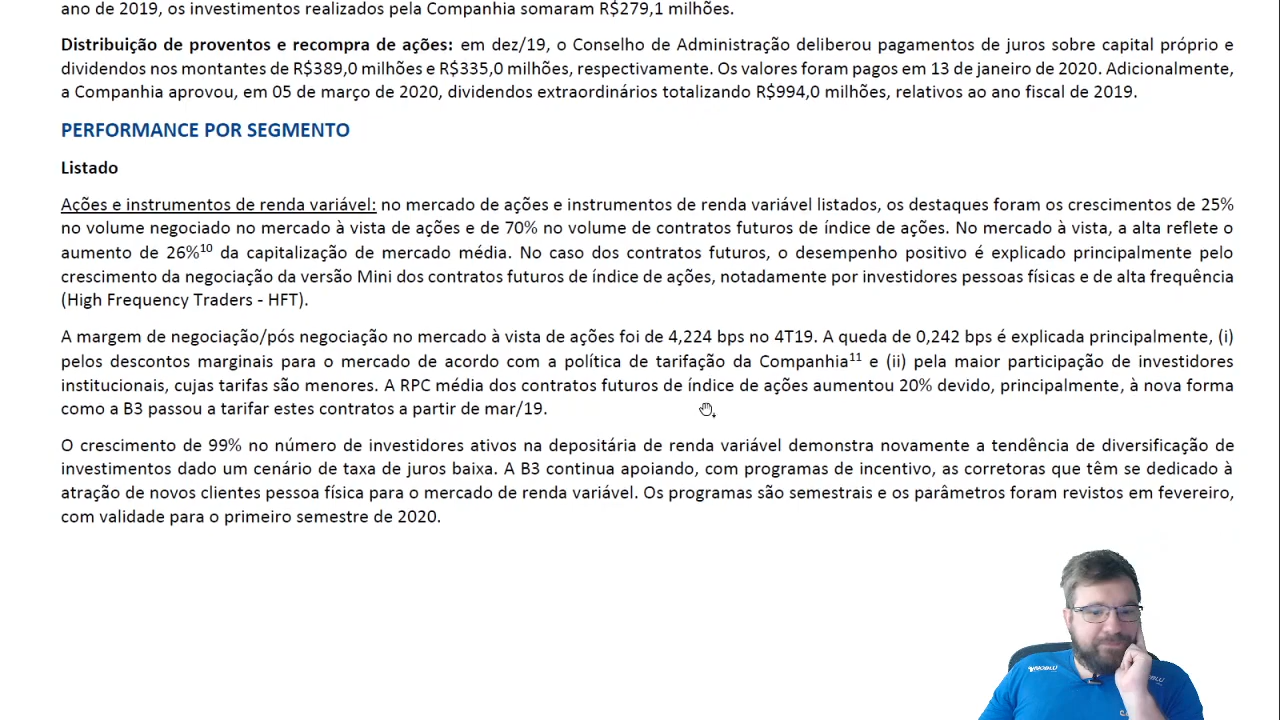 ano de 2019, os investimentos realizados pela Companhia somaram R$279,1 milhões.
Distribuição de proventos e recompra de ações: em dez/19, o Conselho de Administração deliberou pagamentos de juros sobre capital próprio e
dividendos nos montantes de R$389,0 milhões e R$335,0 milhões, respectivamente. Os valores foram pagos em 13 de janeiro de 2020. Adicionalmente,
a Companhia aprovou, em 05 de março de 2020, dividendos extraordinários totalizando R$994,0 milhões, relativos ao ano fiscal de 2019.
PERFORMANCE POR SEGMENTO
Listado
Ações e instrumentos de renda variável: no mercado de ações e instrumentos de renda variável listados, os destaques foram os crescimentos de 25%
no volume negociado no mercado à vista de ações e de 70% no volume de contratos futuros de índice de ações. No mercado à vista, a alta reflete o
aumento de 26%¹⁰ da capitalização de mercado média. No caso dos contratos futuros, o desempenho positivo é explicado principalmente pelo
crescimento da negociação da versão Mini dos contratos futuros de índice de ações, notadamente por investidores pessoas físicas e de alta frequência
(High Frequency Traders - HFT).
A margem de negociação/pós negociação no mercado à vista de ações foi de 4,224 bps no 4T19. A queda de 0,242 bps é explicada principalmente, (i)
pelos descontos marginais para o mercado de acordo com a política de tarifação da Companhia¹¹ e (ii) pela maior participação de investidores
institucionais, cujas tarifas são menores. A RPC média dos contratos futuros de índice de ações aumentou 20% devido, principalmente, à nova forma
como a B3 passou a tarifar estes contratos a partir de mar/19.
O crescimento de 99% no número de investidores ativos na depositária de renda variável demonstra novamente a tendência de diversificação de
investimentos dado um cenário de taxa de juros baixa. A B3 continua apoiando, com programas de incentivo, as corretoras que têm se dedicado à
atração de novos clientes pessoa física para o mercado de renda variável. Os programas são semestrais e os parâmetros foram revistos em fevereiro,
com validade para o primeiro semestre de 2020.